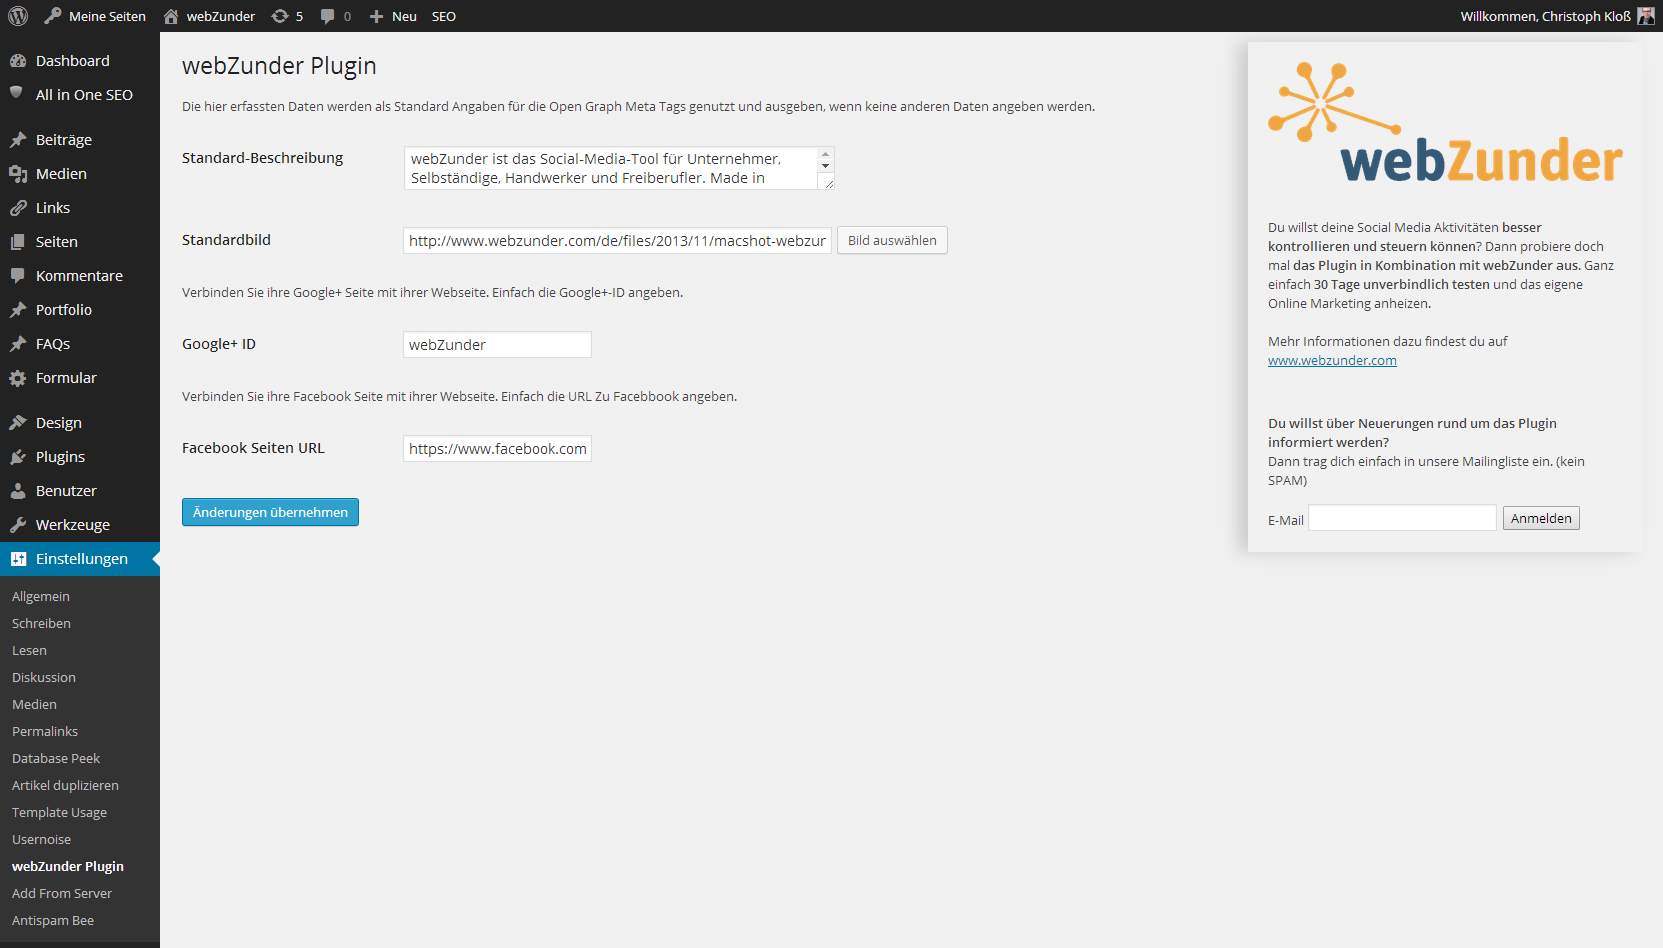 Meine Seiten webZunder 5 0 Neu SEO Willkommen, Christoph Kloß
Dashboard
All in One SEO
Beiträge
Medien
Links
Seiten
Kommentare
Portfolio
FAQs
Formular
Design
Plugins
Benutzer
Werkzeuge
Einstellungen
Allgemein
Schreiben
Lesen
Diskussion
Medien
Permalinks
Database Peek
Artikel duplizieren
Template Usage
Usernoise
webZunder Plugin
Add From Server
Antispam Bee
webZunder Plugin
Die hier erfassten Daten werden als Standard Angaben für die Open Graph Meta Tags genutzt und ausgeben, wenn keine anderen Daten angeben werden.
Standard-Beschreibung
webZunder ist das Social-Media-Tool für Unternehmer,
Selbständige, Handwerker und Freiberufler. Made in
Standardbild
http://www.webzunder.com/de/files/2013/11/macshot-webzur
Bild auswählen
Verbinden Sie ihre Google+ Seite mit ihrer Webseite. Einfach die Google+-ID angeben.
Google+ ID
webZunder
Verbinden Sie ihre Facebook Seite mit ihrer Webseite. Einfach die URL Zu Facebbook angeben.
Facebook Seiten URL
https://www.facebook.com
Änderungen übernehmen
webZunder
Du willst deine Social Media Aktivitäten besser
kontrollieren und steuern können? Dann probiere doch
mal das Plugin in Kombination mit webZunder aus. Ganz
einfach 30 Tage unverbindlich testen und das eigene
Online Marketing anheizen.
Mehr Informationen dazu findest du auf
www.webzunder.com
Du willst über Neuerungen rund um das Plugin
informiert werden?
Dann trag dich einfach in unsere Mailingliste ein. (kein
SPAM)
E-Mail
Anmelden